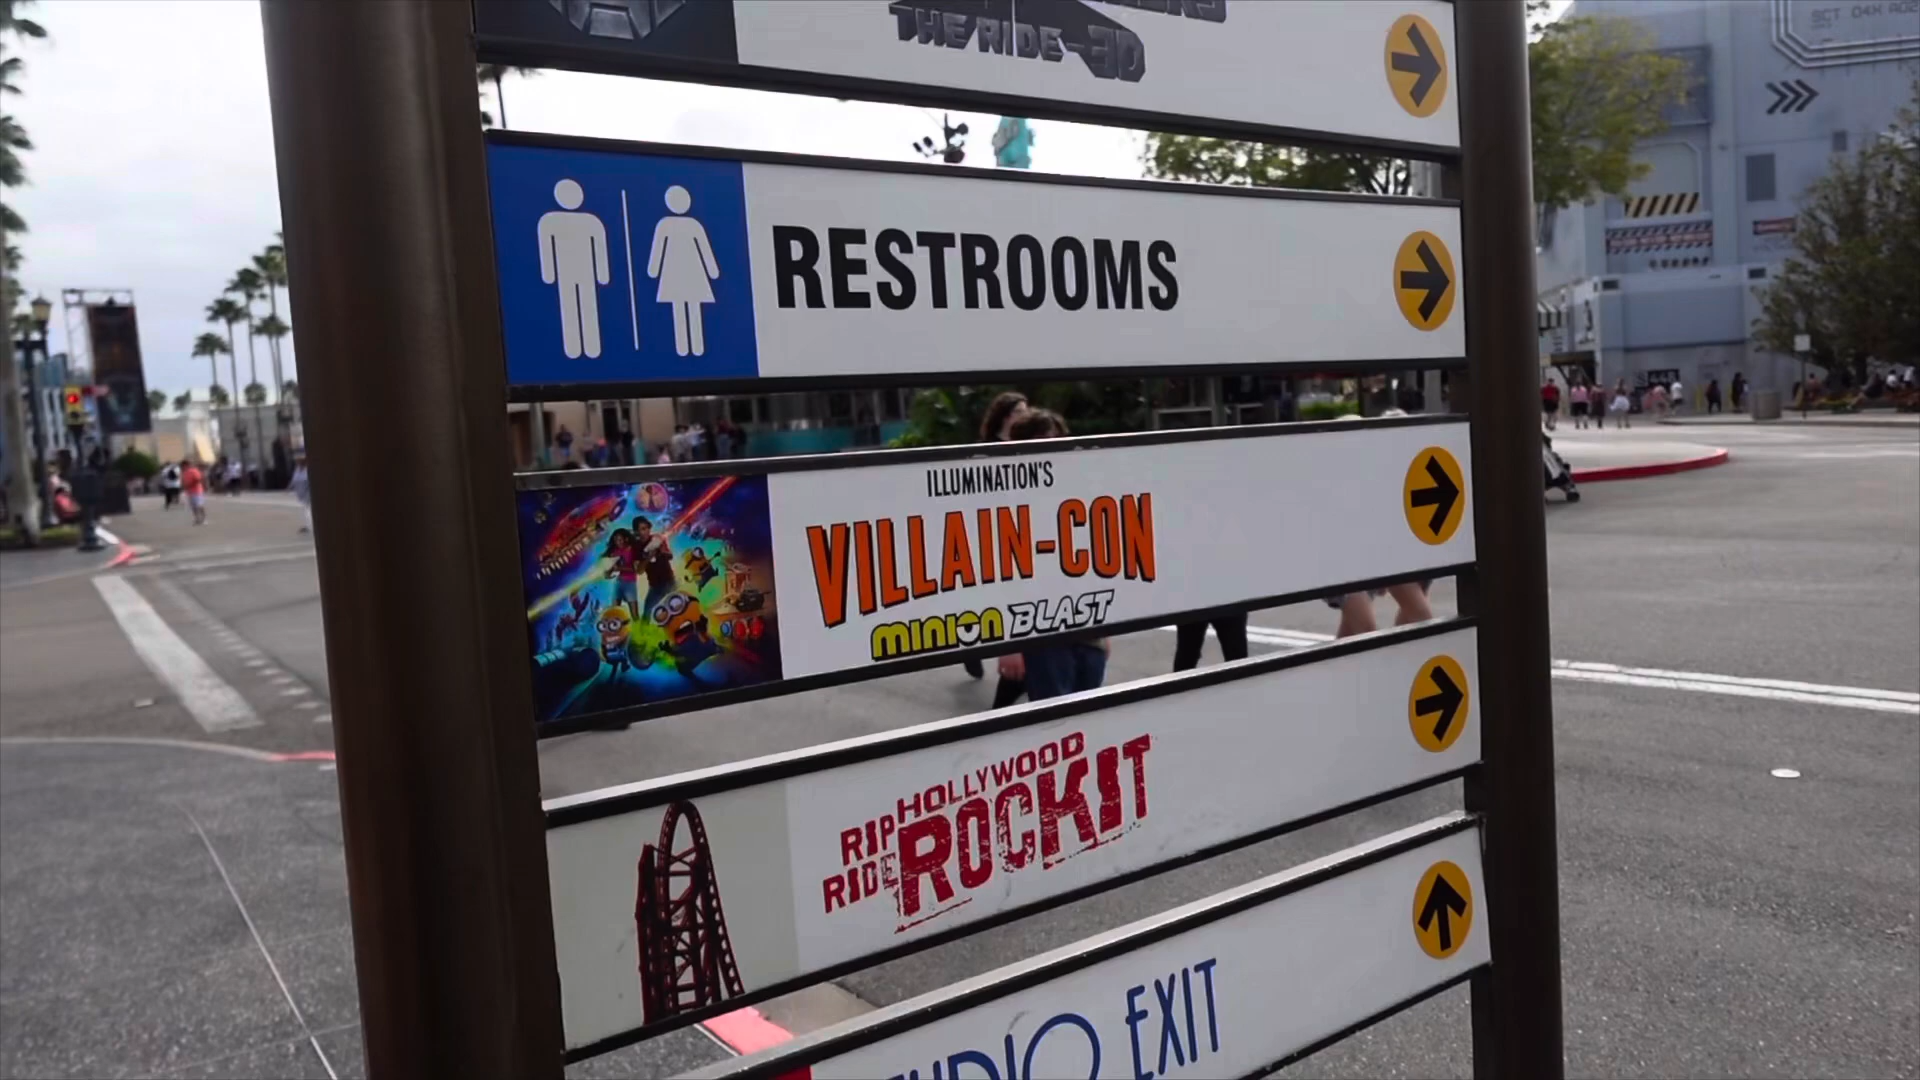 THE RIDE-3D
RESTROOMS
ILLUMINATION'S
VILLAIN-CON
MINION BLAST
HOLLYWOOD
RIP
RIDE
ROCKIT
EXIT